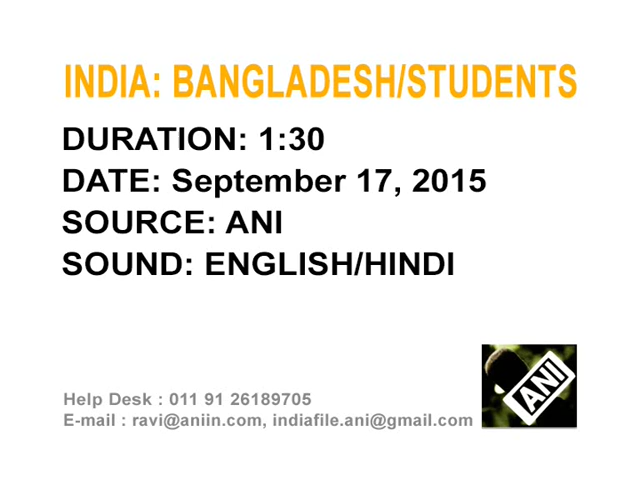 INDIA: BANGLADESH/STUDENTS
DURATION: 1:30
DATE: September 17, 2015
SOURCE: ANI
SOUND: ENGLISH/HINDI
Help Desk : 011 91 26189705
E-mail : ravi@aniin.com, indiafile.ani@gmail.com
ANI